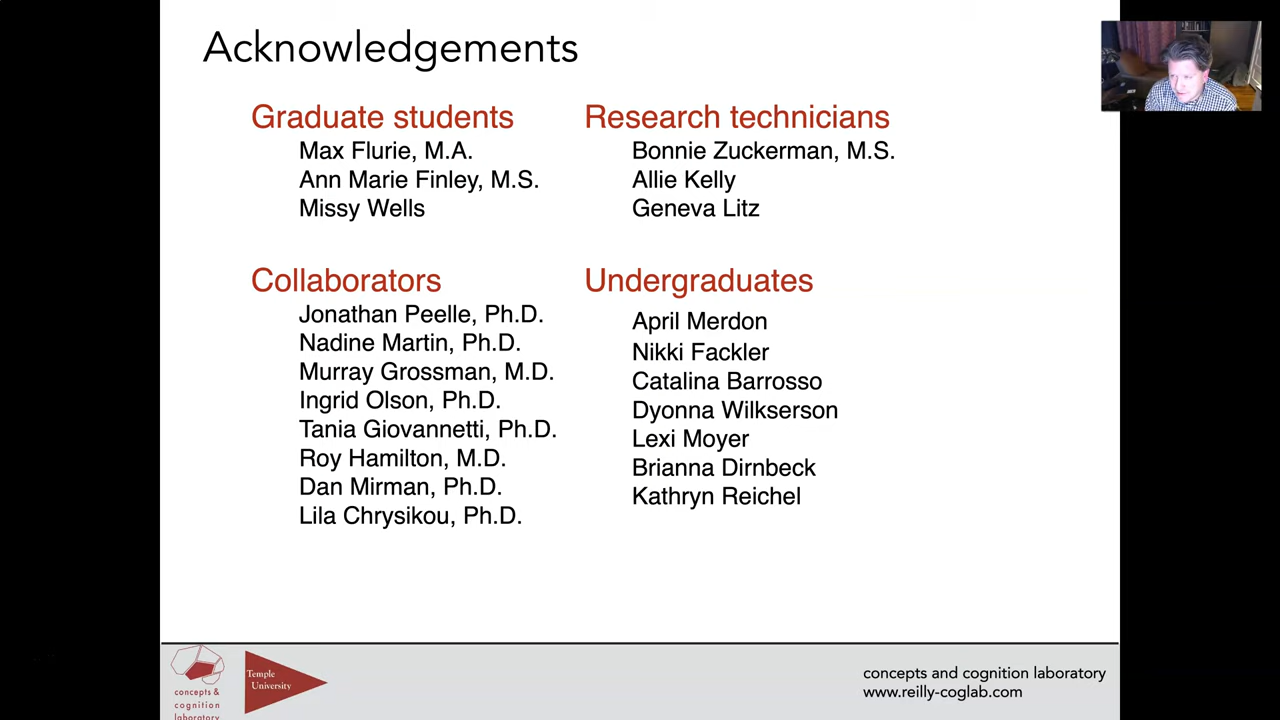 Acknowledgements
Graduate students
Max Flurie, M.A.
Ann Marie Finley, M.S.
Missy Wells
Research technicians
Bonnie Zuckerman, M.S.
Allie Kelly
Geneva Litz
Collaborators
Jonathan Peelle, Ph.D.
Nadine Martin, Ph.D.
Murray Grossman, M.D.
Ingrid Olson, Ph.D.
Tania Giovannetti, Ph.D.
Roy Hamilton, M.D.
Dan Mirman, Ph.D.
Lila Chrysikou, Ph.D.
Undergraduates
April Merdon
Nikki Fackler
Catalina Barrosso
Dyonna Wilkserson
Lexi Moyer
Brianna Dirnbeck
Kathryn Reichel
concepts &
cognition
laboratory
Temple
University
concepts and cognition laboratory
www.reilly-coglab.com